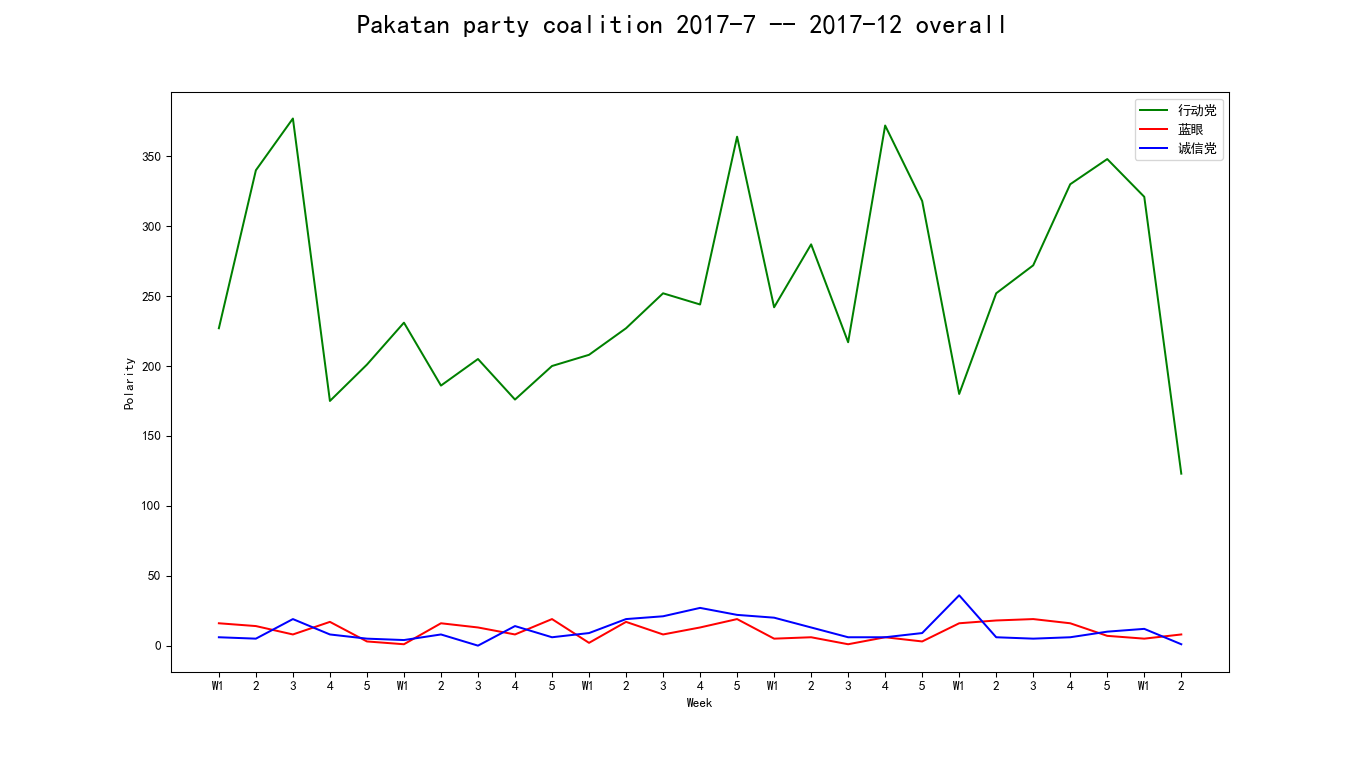 Pakatan party coalition 2017-7 -- 2017-12 overall
行动党
蓝眼
诚信党
350
300
250
200
150
100
50
0
Polarity
W1 2 3 4 5 W1 2 3 4 5 W1 2 3 4 5 W1 2 3 4 5 W1 2 3 4 5 W1 2
Week